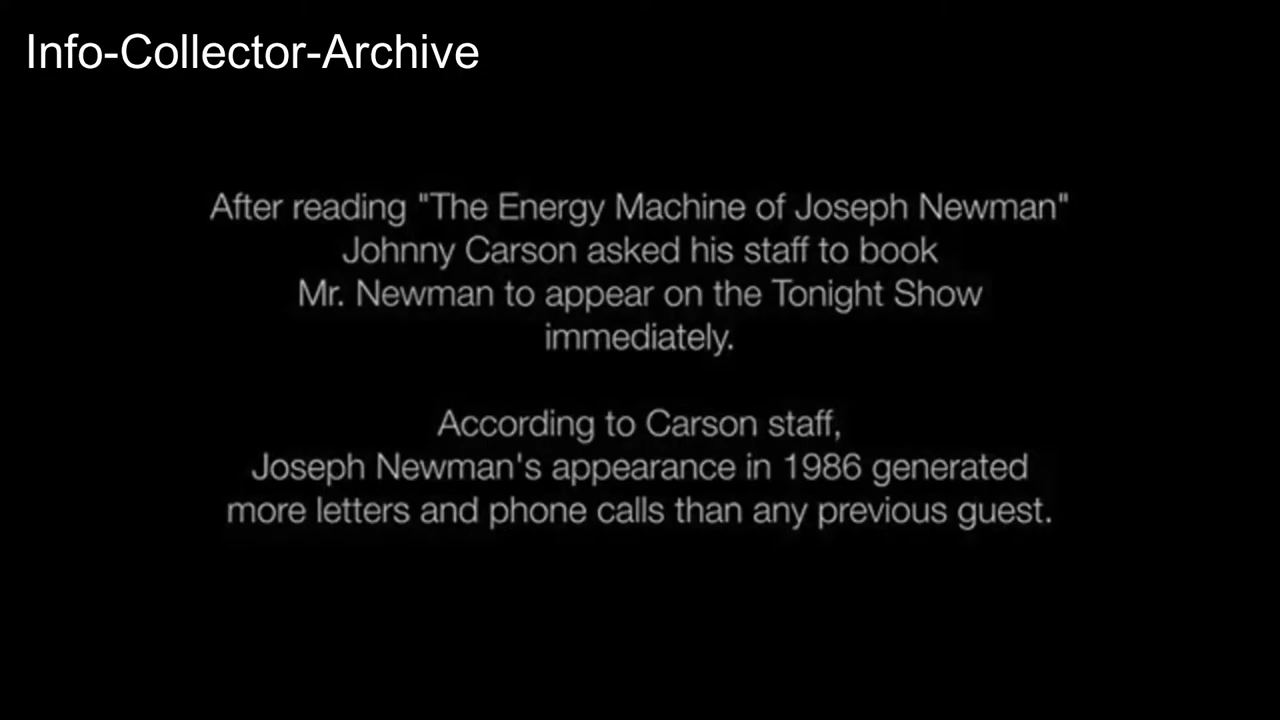 Info-Collector-Archive
After reading "The Energy Machine of Joseph Newman"
Johnny Carson asked his staff to book
Mr. Newman to appear on the Tonight Show
immediately.
According to Carson staff,
Joseph Newman's appearance in 1986 generated
more letters and phone calls than any previous guest.